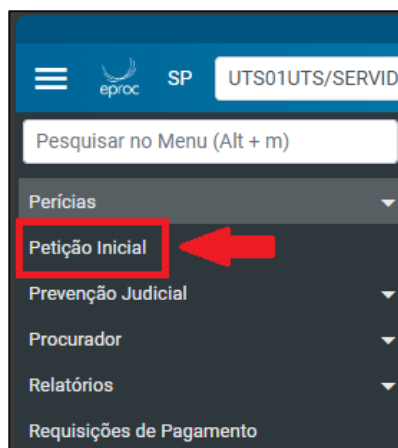 eproc SP UTS01UTS/SERVID
Pesquisar no Menu (Alt + m)
Perícias
Petição Inicial
Prevenção Judicial
Procurador
Relatórios
Requisições de Pagamento